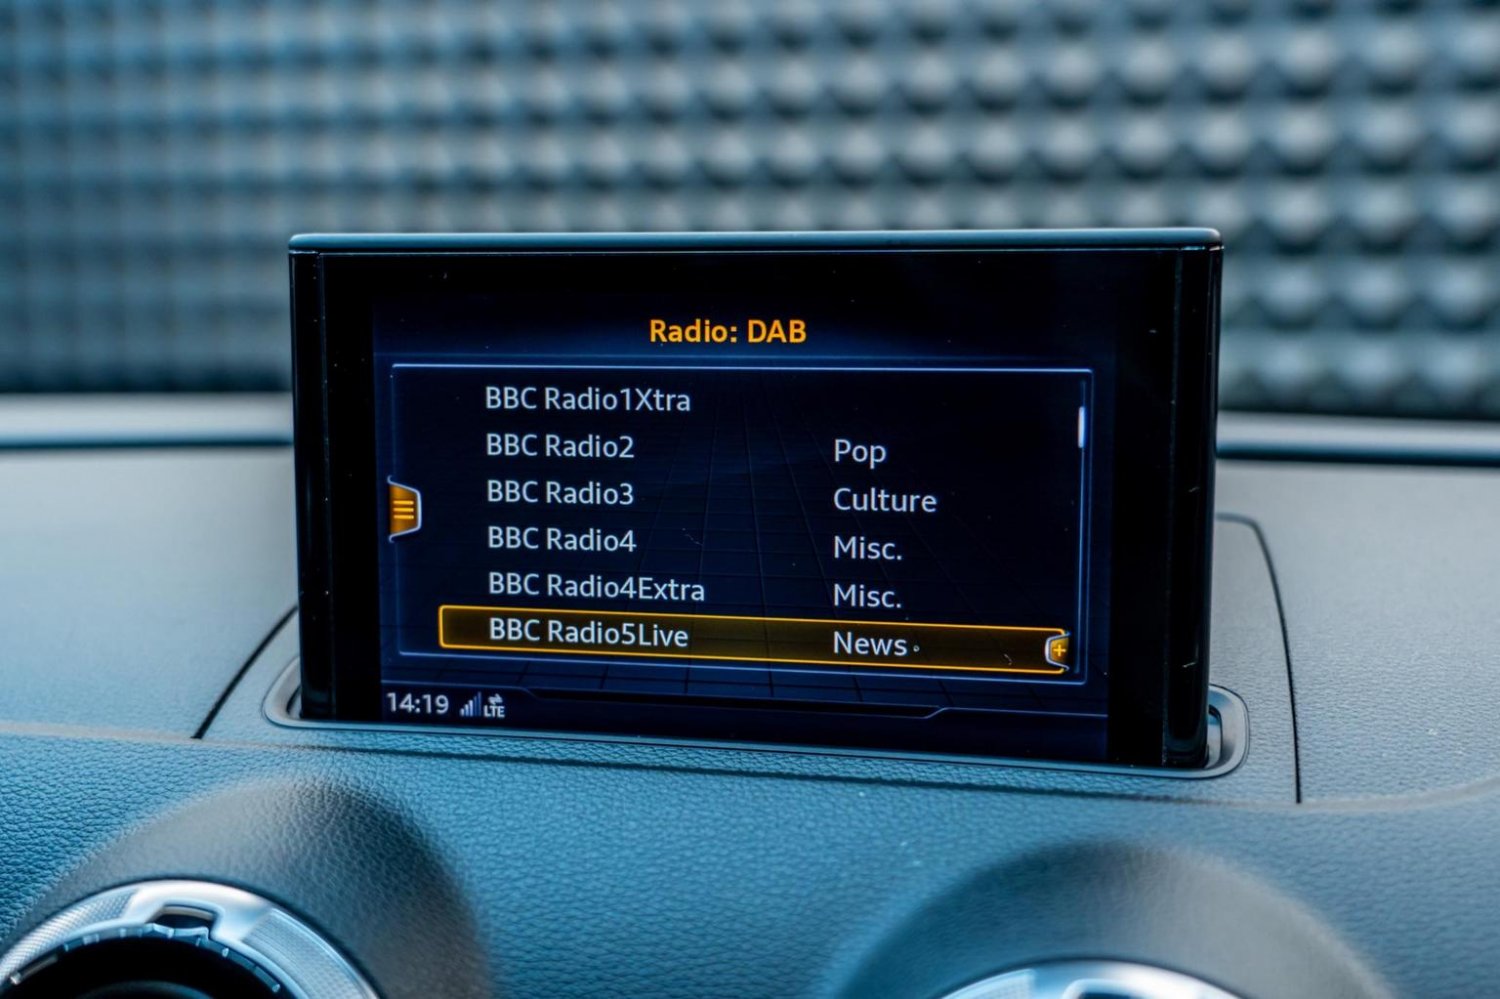 Radio: DAB
BBC Radio1Xtra
BBC Radio2 Pop
BBC Radio3 Culture
BBC Radio4 Misc.
BBC Radio4Extra Misc.
BBC Radio5Live News
14:19 LTE